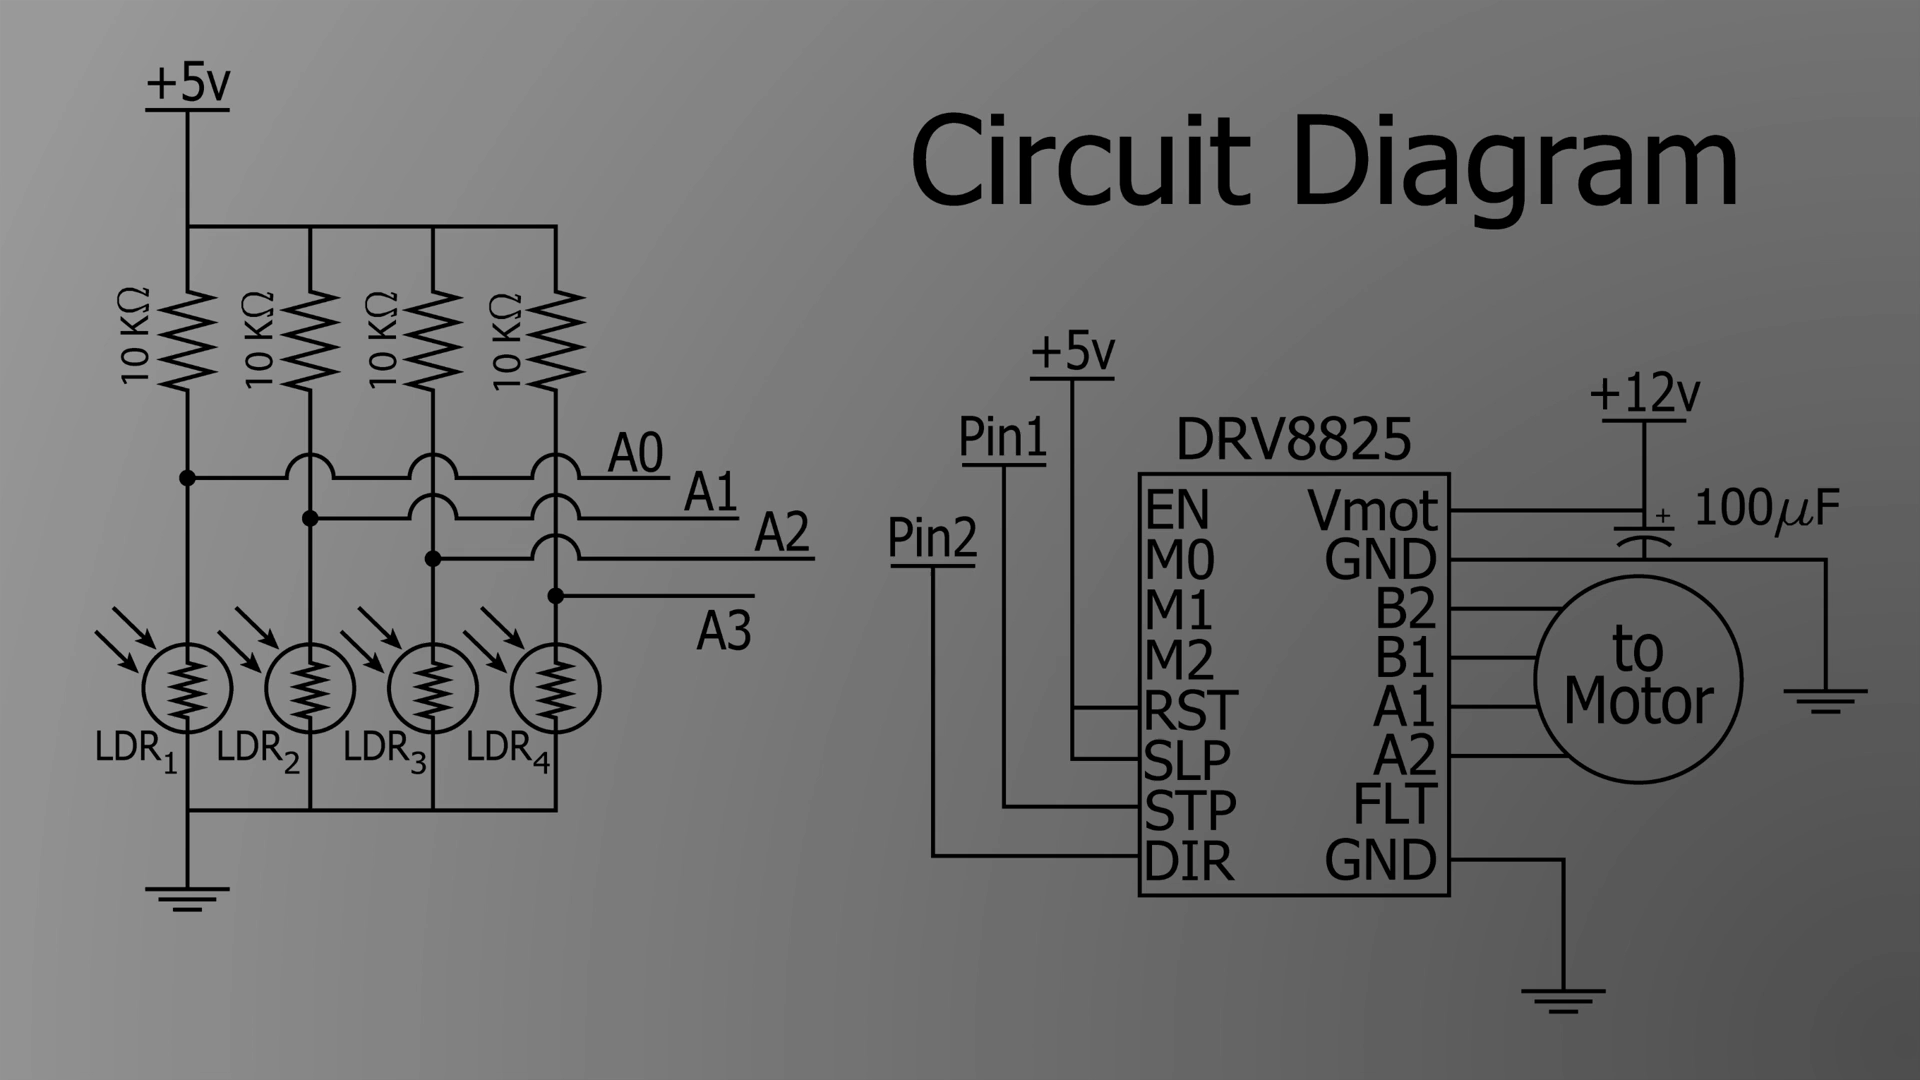 Circuit Diagram
+5v
10 KΩ
10 KΩ
10 KΩ
10 KΩ
A0
A1
A2
A3
LDR1
LDR2
LDR3
LDR4
+5v
Pin1
Pin2
DRV8825
EN
M0
M1
M2
RST
SLP
STP
DIR
Vmot
GND
B2
B1
A1
A2
FLT
GND
+12v
+
100μF
to
Motor